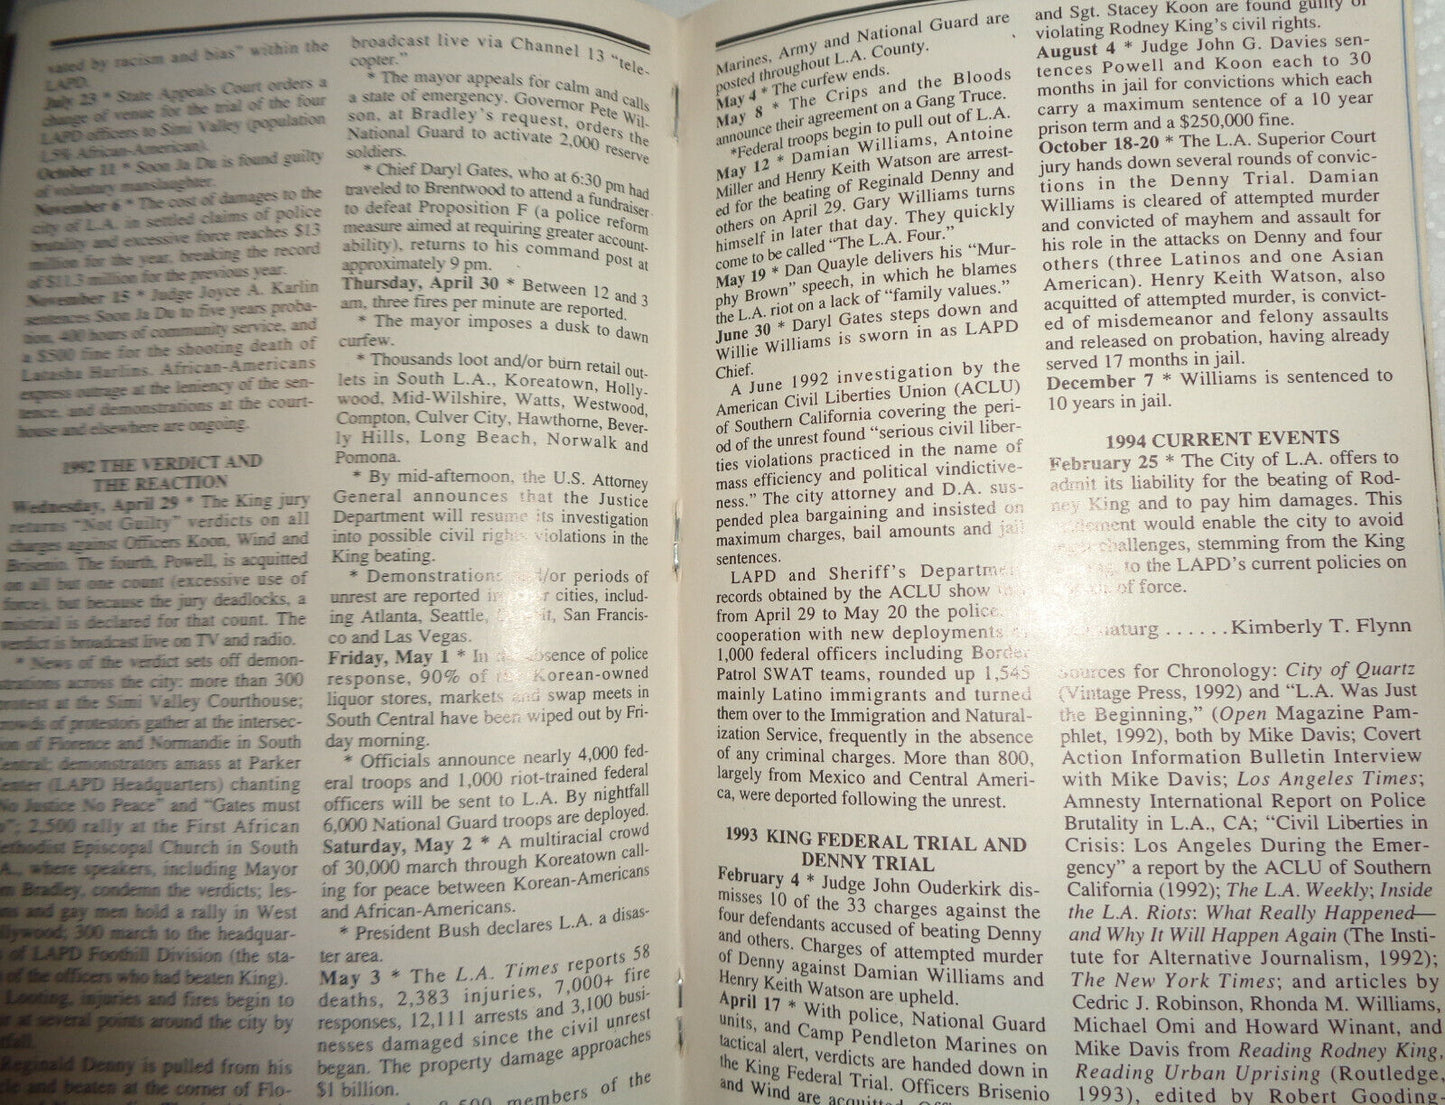 vated by racism and bias" within the
LAPD.
July 23 * State Appeals Court orders a
change of venue for the trial of the four
LAPD officers to Simi Valley (population
1.5% African-American).
October 11 * Soon Ja Du is found guilty
of voluntary manslaughter.
November 6 * The cost of damages to the
city of L.A. in settled claims of police
brutality and excessive force reaches $13
million for the year, breaking the record
of $11.3 million for the previous year.
November 15 * Judge Joyce A. Karlin
sentences Soon Ja Du to five years proba-
tion, 400 hours of community service, and
a $500 fine for the shooting death of
Latasha Harlins. African-Americans
express outrage at the leniency of the sen-
tence, and demonstrations at the court-
house and elsewhere are ongoing.
1992 THE VERDICT AND
THE REACTION
Wednesday, April 29 * The King jury
returns "Not Guilty" verdicts on all
charges against Officers Koon, Wind and
Brisenio. The fourth, Powell, is acquitted
on all but one count (excessive use of
force), but because the jury deadlocks, a
mistrial is declared for that count. The
verdict is broadcast live on TV and radio.
* News of the verdict sets off demon-
strations across the city: more than 300
protest at the Simi Valley Courthouse;
crowds of protestors gather at the intersec-
tion of Florence and Normandie in South
Central; demonstrators amass at Parker
Center (LAPD Headquarters) chanting
"No Justice No Peace" and "Gates must
2,500 rally at the First African
Methodist Episcopal Church in South
where speakers, including Mayor
Bradley, condemn the verdicts; les-
and gay men hold a rally in West
300 march to the headquar-
of LAPD Foothill Division (the sta-
of the officers who had beaten King).
Looting, injuries and fires begin to
at several points around the city by
Reginald Denny is pulled from his
and beaten at the corner of Flo-
broadcast live via Channel 13 "tele-
copter."
* The mayor appeals for calm and calls
a state of emergency. Governor Pete Wil-
son, at Bradley's request, orders the
National Guard to activate 2,000 reserve
soldiers.
* Chief Daryl Gates, who at 6:30 pm had
traveled to Brentwood to attend a fundraiser
to defeat Proposition F (a police reform
measure aimed at requiring greater account-
ability), returns to his command post at
approximately 9 pm.
Thursday, April 30 * Between 12 and 3
am, three fires per minute are reported.
* The mayor imposes a dusk to dawn
curfew.
* Thousands loot and/or burn retail out-
lets in South L.A., Koreatown, Holly-
wood, Mid-Wilshire, Watts, Westwood,
Compton, Culver City, Hawthorne, Bever-
ly Hills, Long Beach, Norwalk and
Pomona.
* By mid-afternoon, the U.S. Attorney
General announces that the Justice
Department will resume its investigation
into possible civil rights violations in the
King beating.
* Demonstrations and/or periods of
unrest are reported in other cities, includ-
ing Atlanta, Seattle, San Francis-
co and Las Vegas.
Friday, May 1 * In the absence of police
response, 90% of the Korean-owned
liquor stores, markets and swap meets in
South Central have been wiped out by Fri-
day morning.
* Officials announce nearly 4,000 fed-
eral troops and 1,000 riot-trained federal
officers will be sent to L.A. By nightfall
6,000 National Guard troops are deployed.
Saturday, May 2 * A multiracial crowd
of 30,000 march through Koreatown call-
ing for peace between Korean-Americans
and African-Americans.
* President Bush declares L.A. a disas-
ter area.
May 3 * The L.A. Times reports 58
deaths, 2,383 injuries, 7,000+ fire
responses, 12,111 arrests and 3,100 busi-
nesses damaged since the civil unrest
began. The property damage approaches
$1 billion.
members of the
Marines, Army and National Guard are
posted throughout L.A. County.
May 4 * The curfew ends.
May 8 * The Crips and the Bloods
announce their agreement on a Gang Truce.
*Federal troops begin to pull out of L.A.
May 12 * Damian Williams, Antoine
Miller and Henry Keith Watson are arrest-
ed for the beating of Reginald Denny and
others on April 29. Gary Williams turns
himself in later that day. They quickly
come to be called "The L.A. Four."
May 19 * Dan Quayle delivers his "Mur-
phy Brown" speech, in which he blames
the L.A. riot on a lack of "family values."
June 30 * Daryl Gates steps down and
Willie Williams is sworn in as LAPD
Chief.
A June 1992 investigation by the
American Civil Liberties Union (ACLU)
of Southern California covering the peri-
od of the unrest found "serious civil liber-
ties violations practiced in the name of
mass efficiency and political vindictive-
ness." The city attorney and D.A. sus-
pended plea bargaining and insisted on
maximum charges, bail amounts and jail
sentences.
LAPD and Sheriff's Department
records obtained by the ACLU show
from April 29 to May 20 the police,
cooperation with new deployments
1,000 federal officers including Border
Patrol SWAT teams, rounded up 1,545
mainly Latino immigrants and turned
them over to the Immigration and Natural-
ization Service, frequently in the absence
of any criminal charges. More than 800,
largely from Mexico and Central Ameri-
ca, were deported following the unrest.
1993 KING FEDERAL TRIAL AND
DENNY TRIAL
February 4 * Judge John Ouderkirk dis-
misses 10 of the 33 charges against the
four defendants accused of beating Denny
and others. Charges of attempted murder
of Denny against Damian Williams and
Henry Keith Watson are upheld.
April 17 * With police, National Guard
units, and Camp Pendleton Marines on
tactical alert, verdicts are handed down in
the King Federal Trial. Officers Brisenio
and Wind are acquitted.
and Sgt. Stacey Koon are found guilty of
violating Rodney King's civil rights.
August 4 * Judge John G. Davies sen-
tences Powell and Koon each to 30
months in jail for convictions which each
carry a maximum sentence of a 10 year
prison term and a $250,000 fine.
October 18-20 * The L.A. Superior Court
jury hands down several rounds of convic-
tions in the Denny Trial. Damian
Williams is cleared of attempted murder
and convicted of mayhem and assault for
his role in the attacks on Denny and four
others (three Latinos and one Asian
American). Henry Keith Watson, also
acquitted of attempted murder, is convict-
ed of misdemeanor and felony assaults
and released on probation, having already
served 17 months in jail.
December 7 * Williams is sentenced to
10 years in jail.
1994 CURRENT EVENTS
February 25 * The City of L.A. offers to
admit its liability for the beating of Rod-
ney King and to pay him damages. This
would enable the city to avoid
challenges, stemming from the King
to the LAPD's current policies on
of force.
Dramaturg ......Kimberly T. Flynn
Sources for Chronology: City of Quartz
(Vintage Press, 1992) and "L.A. Was Just
the Beginning," (Open Magazine Pam-
phlet, 1992), both by Mike Davis; Covert
Action Information Bulletin Interview
with Mike Davis; Los Angeles Times;
Amnesty International Report on Police
Brutality in L.A., CA; "Civil Liberties in
Crisis: Los Angeles During the Emer-
gency" a report by the ACLU of Southern
California (1992); The L.A. Weekly; Inside
the L.A. Riots: What Really Happened—
and Why It Will Happen Again (The Insti-
tute for Alternative Journalism, 1992);
The New York Times; and articles by
Cedric J. Robinson, Rhonda M. Williams,
Michael Omi and Howard Winant, and
Mike Davis from Reading Rodney King,
Reading Urban Uprising (Routledge,
1993), edited by Robert Gooding-